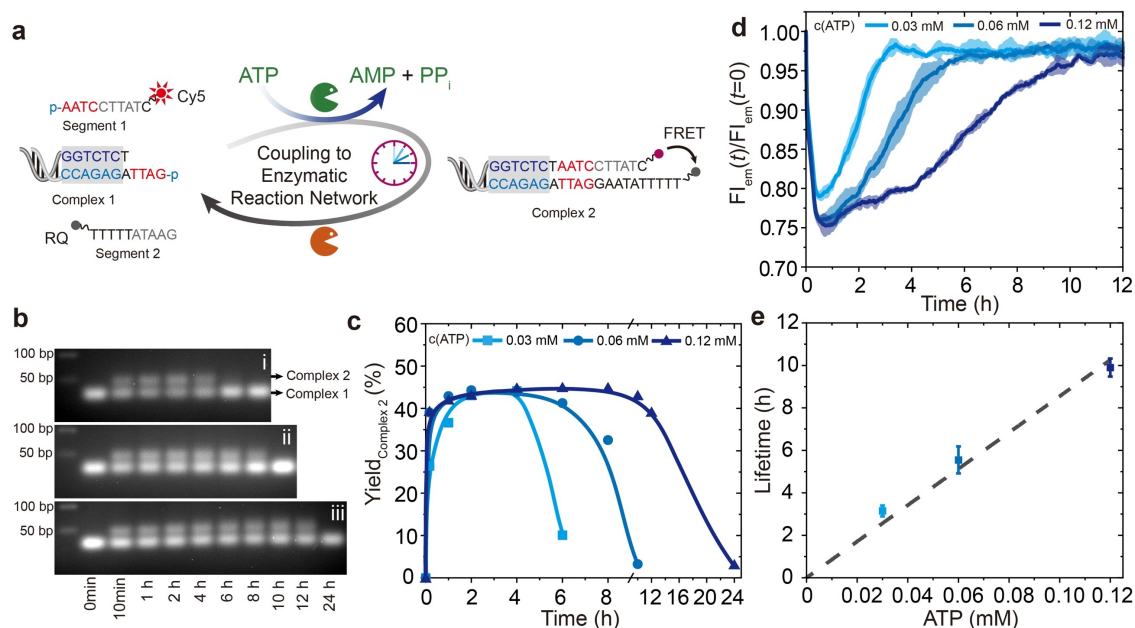 a
ATP
AMP + PPi
p-AATCCTTATC
Cy5
Segment 1
GGTCTCT
CCAGAGATTAG-p
Complex 1
RQ
TTTTTATAAG
Segment 2
Coupling to
Enzymatic
Reaction Network
FRET
GGTCTCTAATCCTTATC
CCAGAGATTAGGAATATTTTT
Complex 2
b
100 bp
50 bp
i
Complex 2
Complex 1
100 bp
50 bp
ii
100 bp
50 bp
iii
0min
10min
1 h
2 h
4 h
6 h
8 h
10 h
12 h
24 h
c
c(ATP)
0.03 mM
0.06 mM
0.12 mM
YieldComplex 2 (%)
60
50
40
30
20
10
0
0 2 4 6 8 12 16 20 24
Time (h)
d
c(ATP)
0.03 mM
0.06 mM
0.12 mM
FIem(t)/FIem(t=0)
1.00
0.95
0.90
0.85
0.80
0.75
0.70
0 2 4 6 8 10 12
Time (h)
e
Lifetime (h)
12
10
8
6
4
2
0
0.00 0.02 0.04 0.06 0.08 0.10 0.12
ATP (mM)